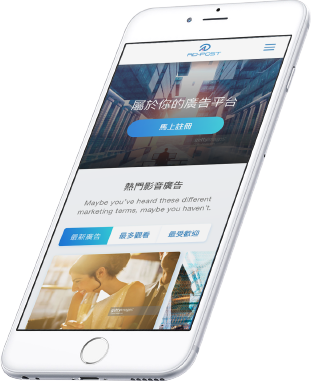 AD-POST
屬於你的廣告平台
馬上註冊
熱門影音廣告
Maybe you've heard these different
marketing terms, maybe you haven't.
最新廣告 最多觀看 最受歡迎